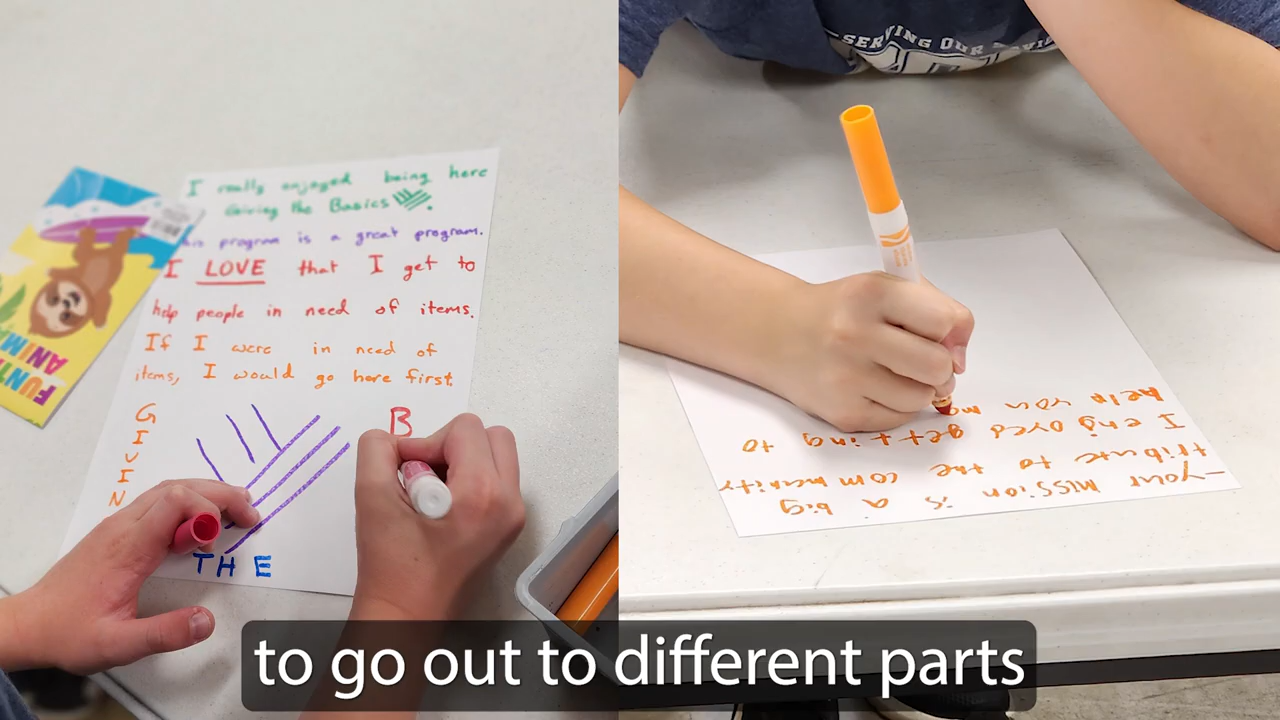 I really enjoyed being here
Giving the Basics
program is a great program.
I LOVE that I get to
help people in need of items.
If I were in need of
items, I would go here first.
G
I
V
I
N
B
THE
FUN
ANIMA
SERVING OUR
-your mission is a big
tribute to the community
I enjoyed getting to
help you
to go out to different parts